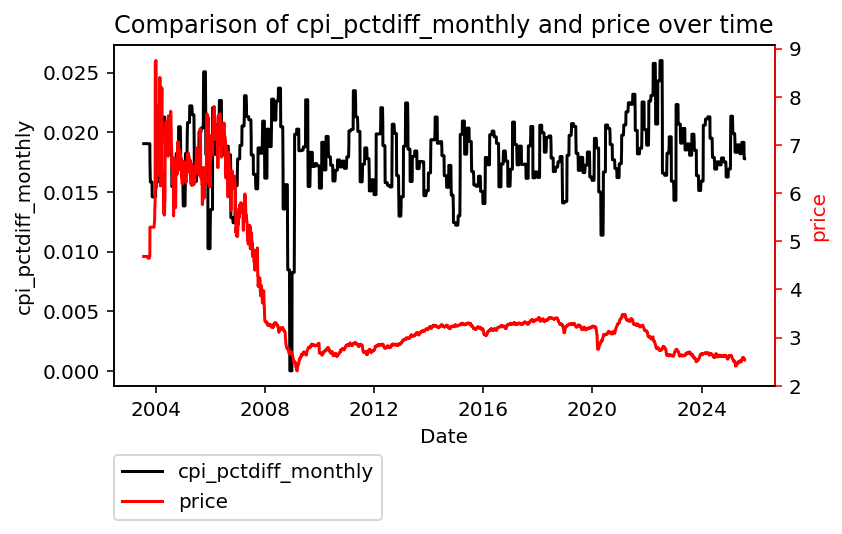 Comparison of cpi_pctdiff_monthly and price over time
cpi_pctdiff_monthly
0.025
0.020
0.015
0.010
0.005
0.000
9
8
7
6
5
4
3
2
price
2004 2008 2012 2016 2020 2024
Date
cpi_pctdiff_monthly
price